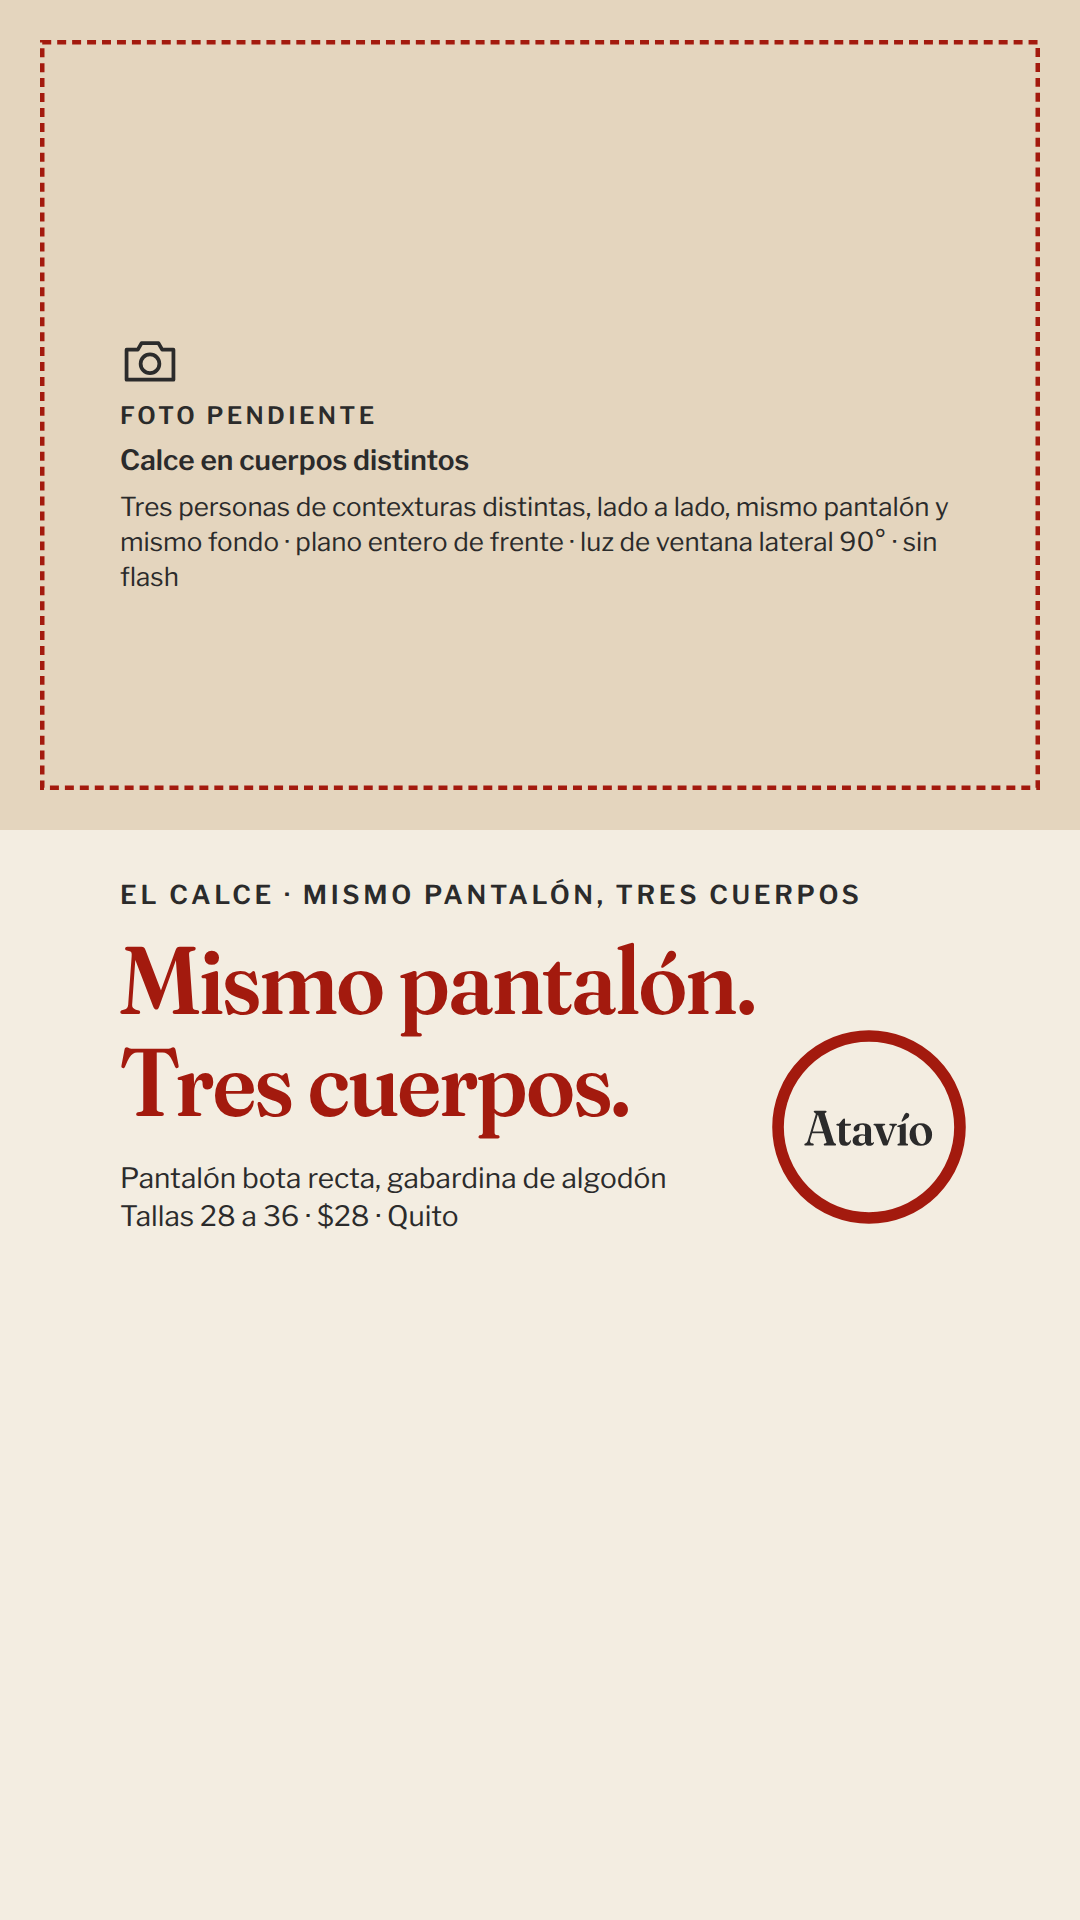 FOTO PENDIENTE
Calce en cuerpos distintos
Tres personas de contexturas distintas, lado a lado, mismo pantalón y
mismo fondo · plano entero de frente · luz de ventana lateral 90° · sin
flash
EL CALCE · MISMO PANTALÓN, TRES CUERPOS
Mismo pantalón.
Tres cuerpos.
Atavío
Pantalón bota recta, gabardina de algodón
Tallas 28 a 36 · $28 · Quito